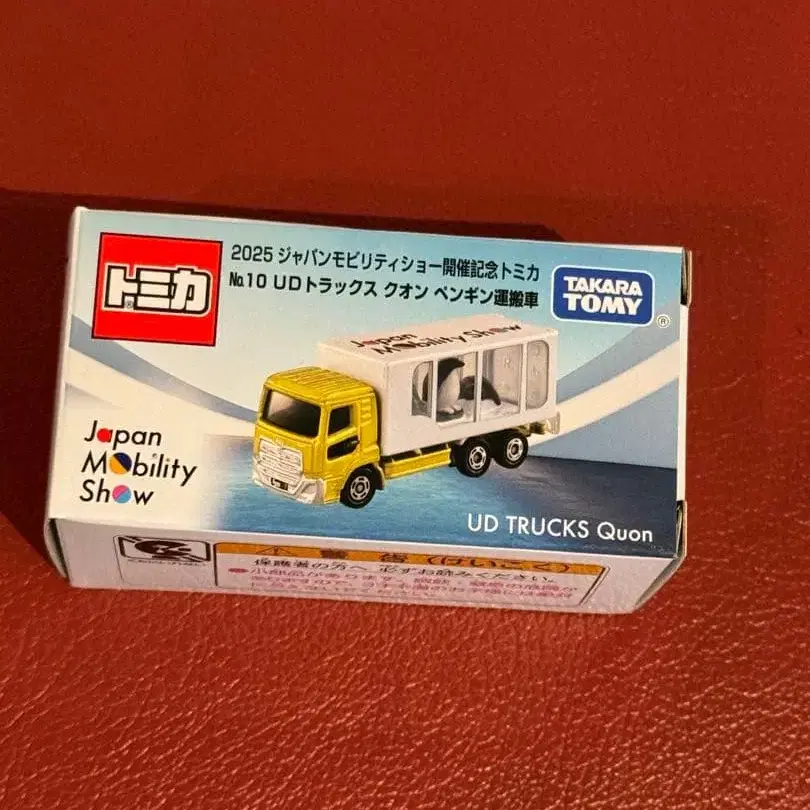 トミカ
2025 ジャパンモビリティショー開催記念トミカ
№10 UDトラックス クオン ペンギン運搬車
TAKARA
TOMY
®
Japan
Mobility
Show
Japan
Mobility Show
UD TRUCKS Quon
警告(けいこく)
保護者の方へ 必ずお読みください。